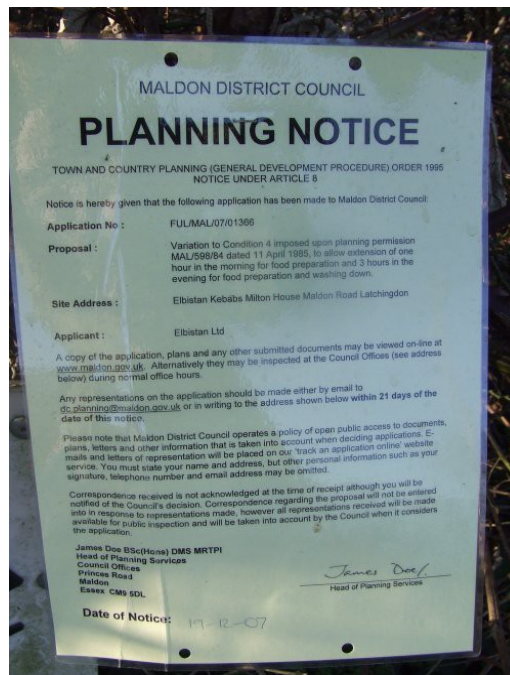 MALDON DISTRICT COUNCIL
PLANNING NOTICE
TOWN AND COUNTRY PLANNING (GENERAL DEVELOPMENT PROCEDURE) ORDER 1995
NOTICE UNDER ARTICLE 8
Notice is hereby given that the following application has been made to Maldon District Council:
Application No : FUL/MAL/07/01366
Proposal : Variation to Condition 4 imposed upon planning permission
MAL/598/84 dated 11 April 1985, to allow extension of one
hour in the morning for food preparation and 3 hours in the
evening for food preparation and washing down.
Site Address : Elbistan Kebabs Milton House Maldon Road Latchingdon
Applicant : Elbistan Ltd
A copy of the application, plans and any other submitted documents may be viewed on-line at
www.maldon.gov.uk. Alternatively they may be inspected at the Council Offices (see address
below) during normal office hours.
Any representations on the application should be made either by email to
dc.planning@maldon.gov.uk or in writing to the address shown below within 21 days of the
date of this notice.
Please note that Maldon District Council operates a policy of open public access to documents,
plans, letters and other information that is taken into account when deciding applications. E-
mails and letters of representation will be placed on our 'track an application online' website
service. You must state your name and address, but other personal information such as your
signature, telephone number and email address may be omitted.
Correspondence received is not acknowledged at the time of receipt although you will be
notified of the Council's decision. Correspondence regarding the proposal will not be entered
into in response to representations made, however all representations received will be made
available for public inspection and will be taken into account by the Council when it considers
the application.
James Doe BSc(Hons) DMS MRTPI
Head of Planning Services
Council Offices
Princes Road
Maldon
Essex CM9 5DL
James Doe
Head of Planning Services
Date of Notice: 19-12-07